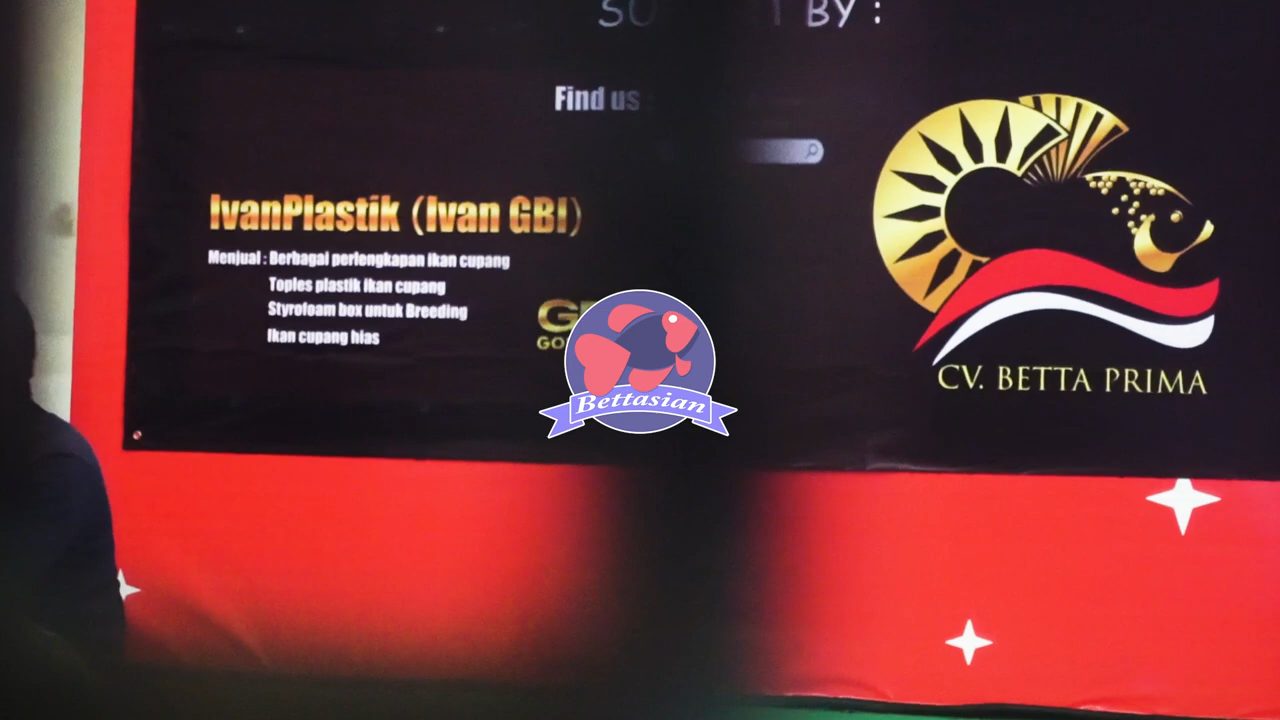 BY :
Find us :
IvanPlastik (Ivan GBI)
Menjual : Berbagai perlengkapan ikan cupang
Toples plastik ikan cupang
Styrofoam box untuk Breeding
Ikan cupang hias
Bettasian
CV. BETTA PRIMA